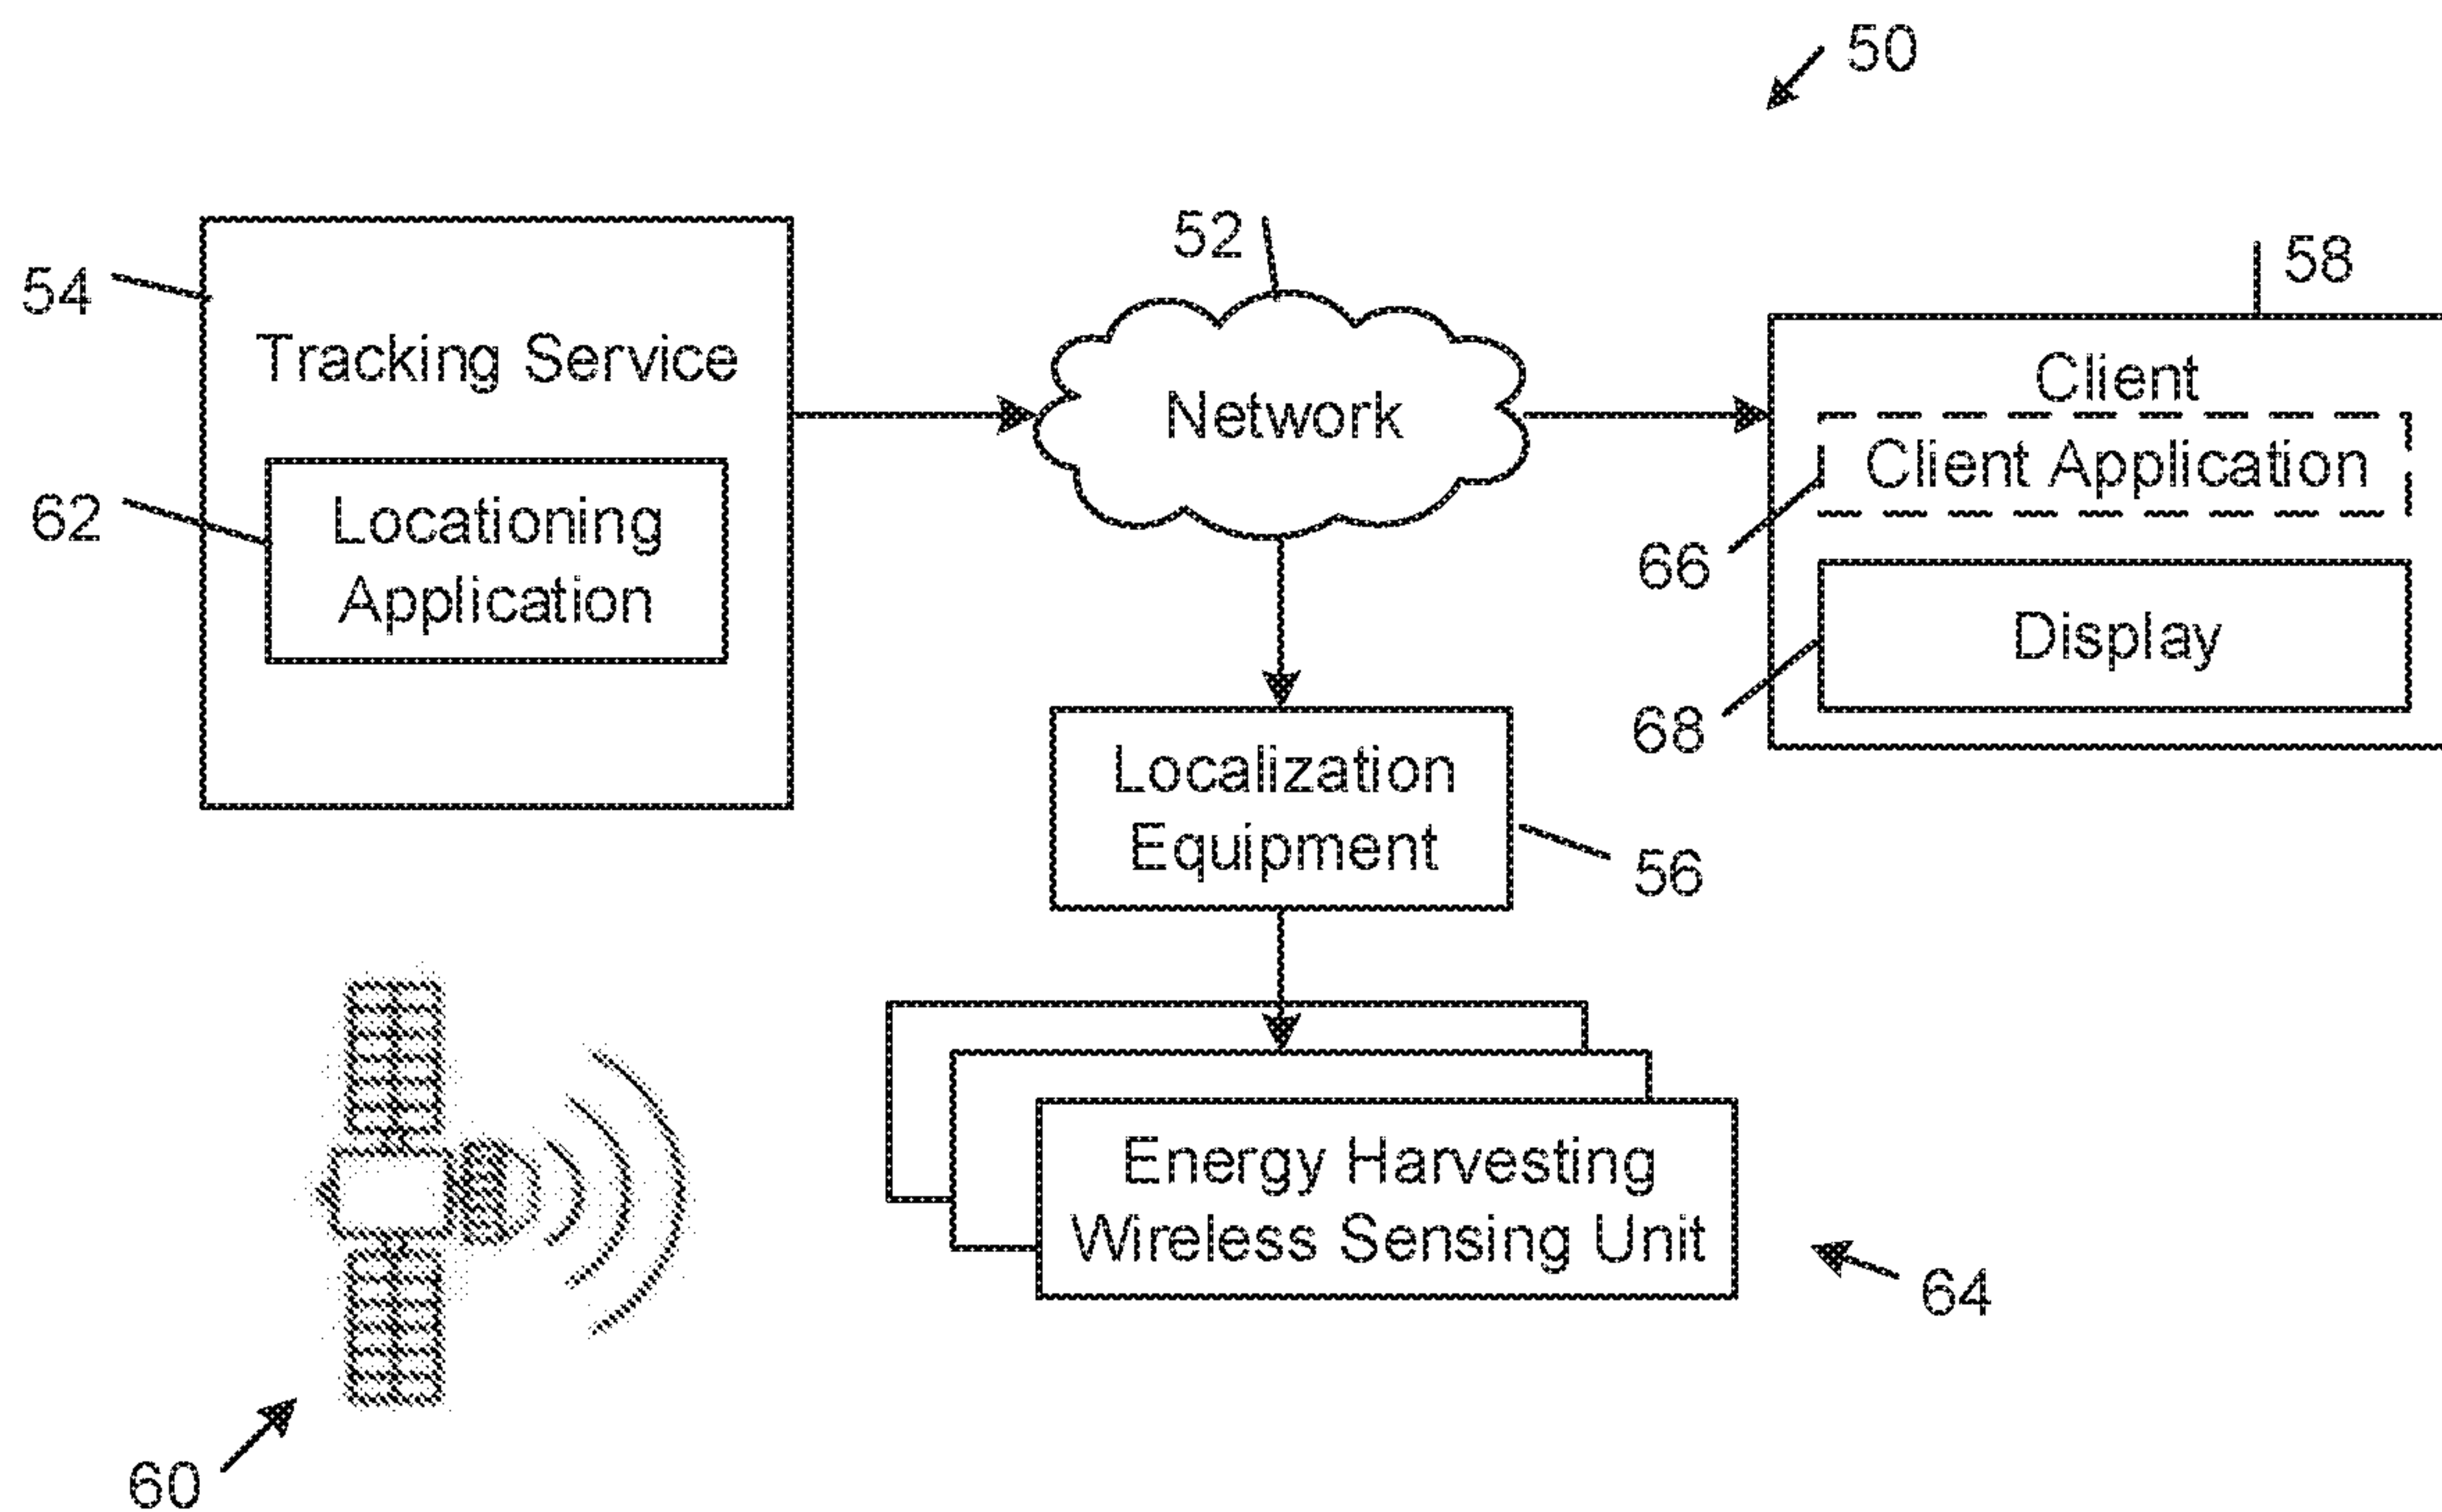 50
52
58
54
Tracking Service
Network
Client
Client Application
62
Locationing
Application
66
Display
68
Localization
Equipment
56
Energy Harvesting
Wireless Sensing Unit
64
60